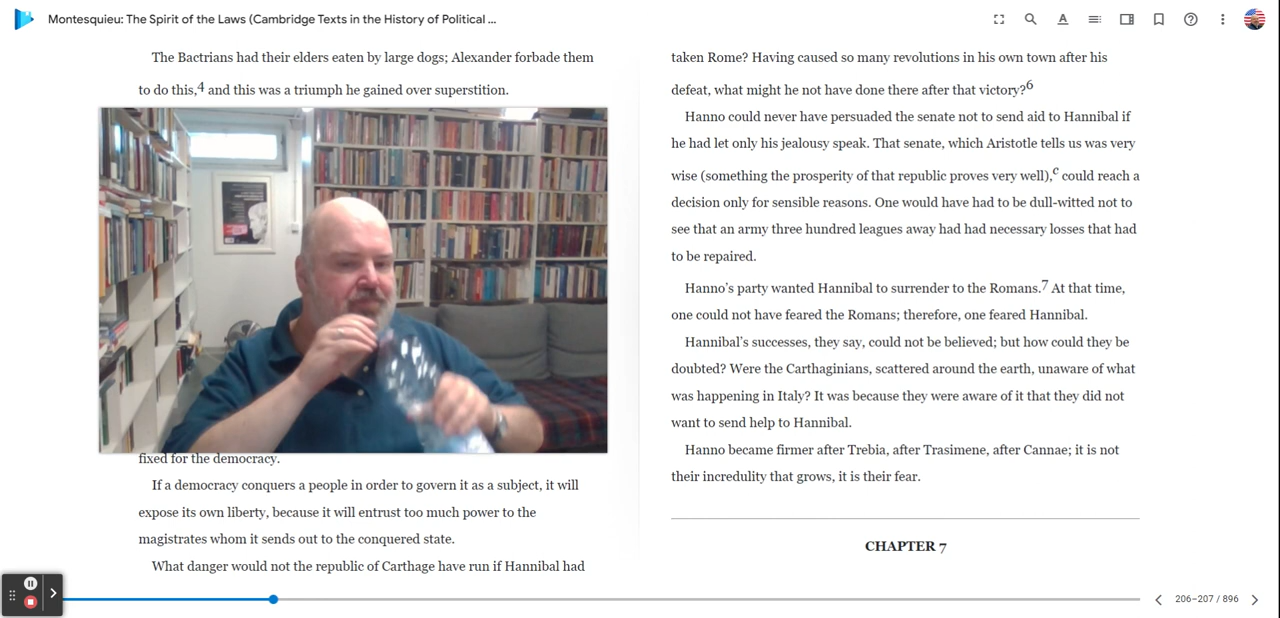 Montesquieu: The Spirit of the Laws (Cambridge Texts in the History of Political ...
The Bactrians had their elders eaten by large dogs; Alexander forbade them
to do this,4 and this was a triumph he gained over superstition.
fixed for the democracy.
If a democracy conquers a people in order to govern it as a subject, it will
expose its own liberty, because it will entrust too much power to the
magistrates whom it sends out to the conquered state.
What danger would not the republic of Carthage have run if Hannibal had
taken Rome? Having caused so many revolutions in his own town after his
defeat, what might he not have done there after that victory?6
Hanno could never have persuaded the senate not to send aid to Hannibal if
he had let only his jealousy speak. That senate, which Aristotle tells us was very
wise (something the prosperity of that republic proves very well),c could reach a
decision only for sensible reasons. One would have had to be dull-witted not to
see that an army three hundred leagues away had had necessary losses that had
to be repaired.
Hanno's party wanted Hannibal to surrender to the Romans.7 At that time,
one could not have feared the Romans; therefore, one feared Hannibal.
Hannibal's successes, they say, could not be believed; but how could they be
doubted? Were the Carthaginians, scattered around the earth, unaware of what
was happening in Italy? It was because they were aware of it that they did not
want to send help to Hannibal.
Hanno became firmer after Trebia, after Trasimene, after Cannae; it is not
their incredulity that grows, it is their fear.
CHAPTER 7
206–207 / 896